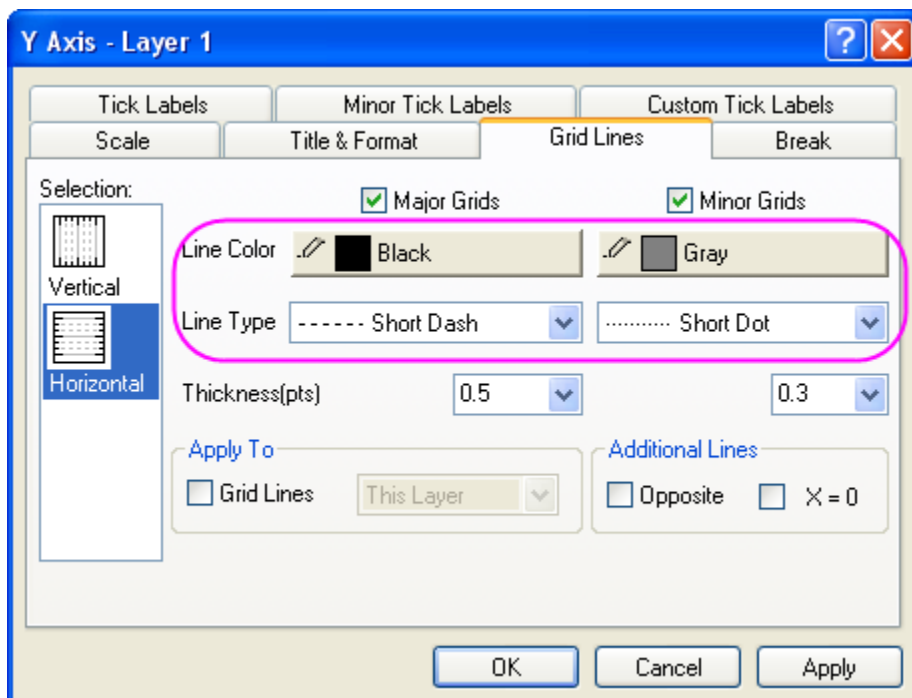 Y Axis - Layer 1
Tick Labels Minor Tick Labels Custom Tick Labels
Scale Title & Format Grid Lines Break
Selection:
Major Grids Minor Grids
Line Color Black Gray
Vertical
Line Type ------ Short Dash ........... Short Dot
Horizontal
Thickness(pts) 0.5 0.3
Apply To Additional Lines
Grid Lines This Layer Opposite X = 0
OK Cancel Apply